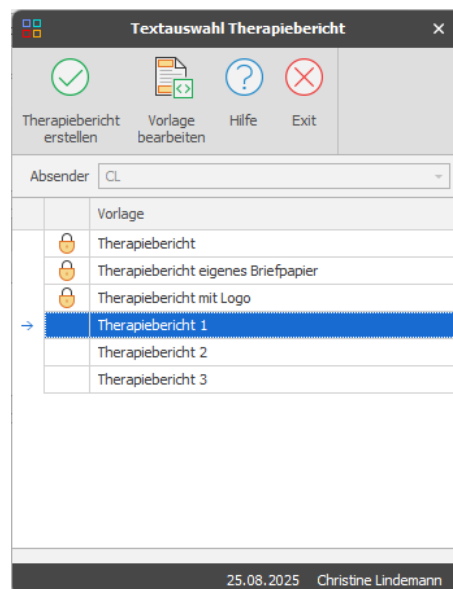 Textauswahl Therapiebericht
Therapiebericht
erstellen
Vorlage
bearbeiten
Hilfe
Exit
Absender CL
Vorlage
Therapiebericht
Therapiebericht eigenes Briefpapier
Therapiebericht mit Logo
Therapiebericht 1
Therapiebericht 2
Therapiebericht 3
25.08.2025 Christine Lindemann